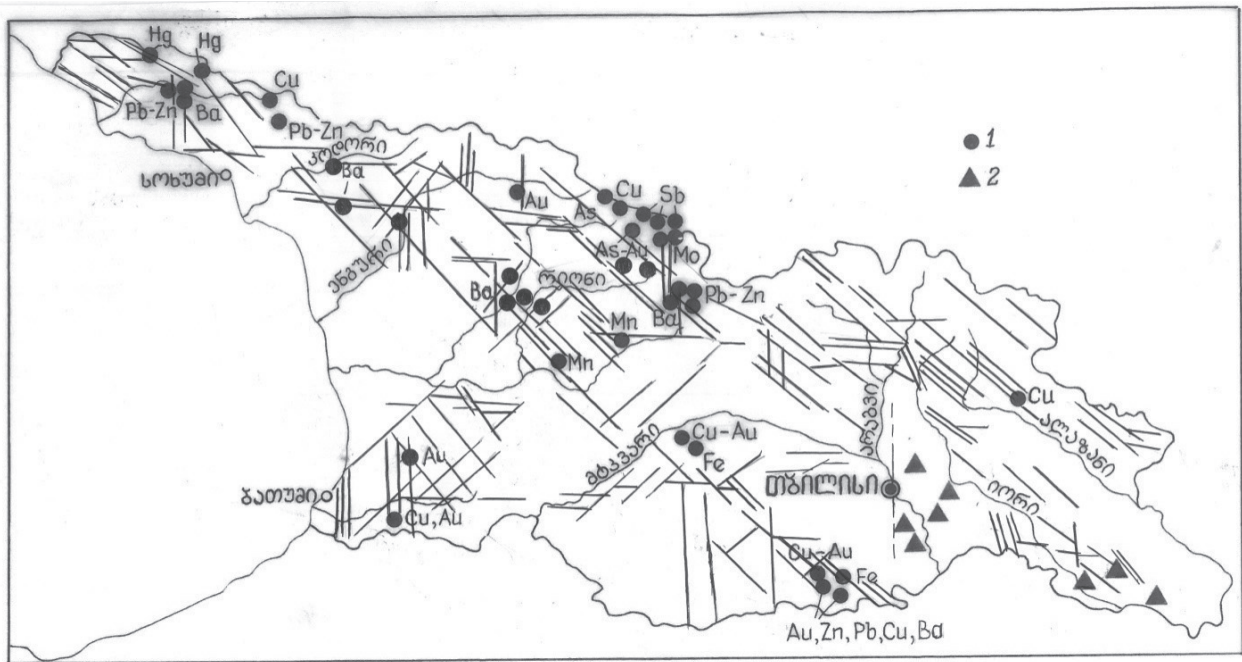 Hg
Hg
Cu
Pb-Zn
Ba
Pb-Zn
1
2
კოდორი
სოხუმი
Ba
Au
As
Cu
Sb
As-Au
Mo
ენგური
რიონი
Ba
Pb-Zn
Ba
Mn
Mn
Cu
არაგვი
ალაზანი
მტკვარი
Cu-Au
Fe
Au
ბათუმი
თბილისი
იორი
Cu, Au
Cu-Au
Fe
Au, Zn, Pb, Cu, Ba